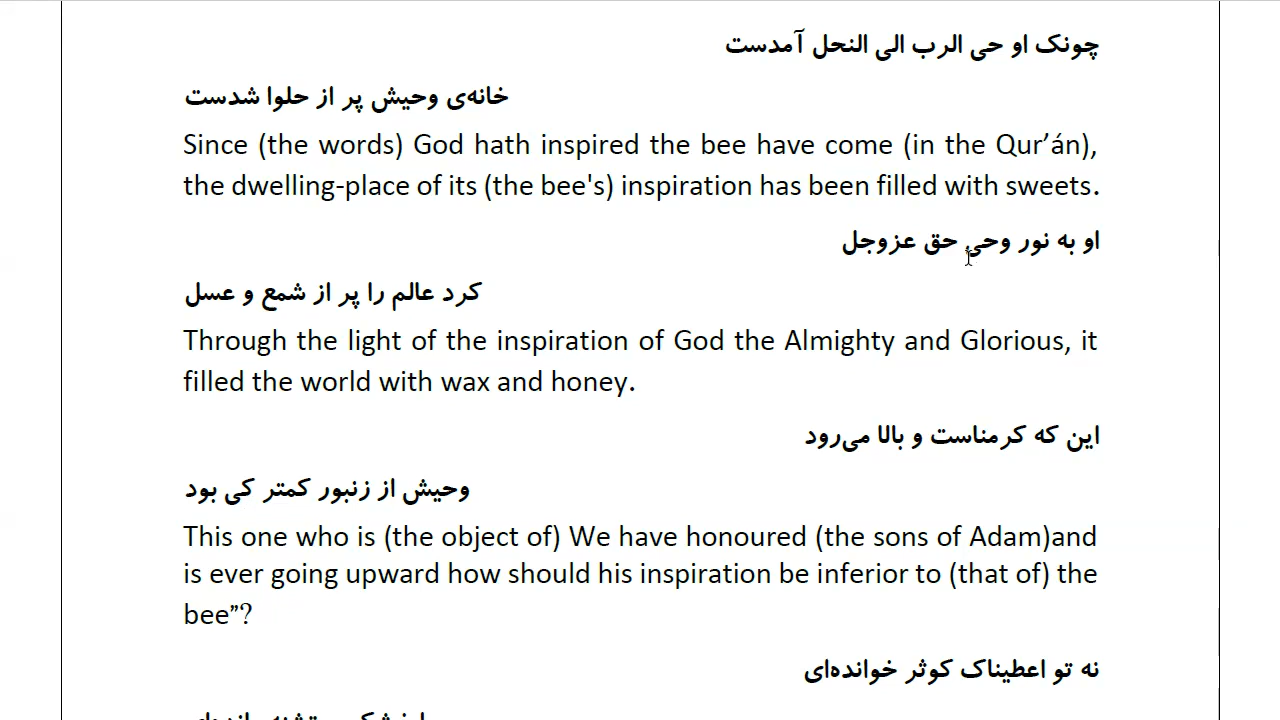 چونک او حی الرب الی النحل آمدست
خانه‌ی وحیش پر از حلوا شدست
Since (the words) God hath inspired the bee have come (in the Qur’án),
the dwelling-place of its (the bee's) inspiration has been filled with sweets.
او به نور وحی حق عزوجل
کرد عالم را پر از شمع و عسل
Through the light of the inspiration of God the Almighty and Glorious, it
filled the world with wax and honey.
این که کرمناست و بالا می‌رود
وحیش از زنبور کمتر کی بود
This one who is (the object of) We have honoured (the sons of Adam)and
is ever going upward how should his inspiration be inferior to (that of) the
bee”?
نه تو اعطیناک کوثر خوانده‌ای